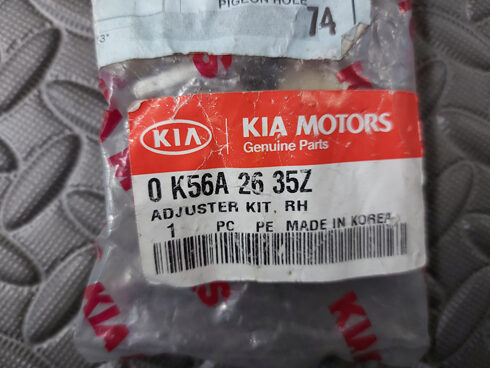 PIGEON HOLE
74
KIA KIA MOTORS
Genuine Parts
0 K56A 26 35Z
ADJUSTER KIT, RH
1 PC PE MADE IN KOREA